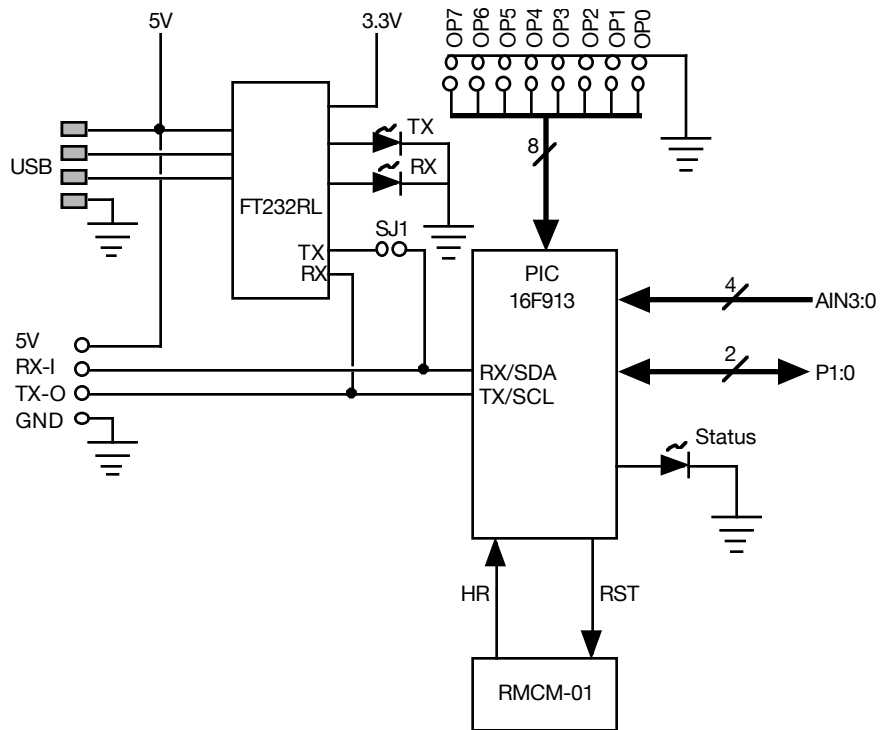 5V
3.3V
OP7
OP6
OP5
OP4
OP3
OP2
OP1
OP0
USB
FT232RL
TX
RX
TX
RX
SJ1
8
PIC
16F913
4
AIN3:0
2
P1:0
5V
RX-I
TX-O
GND
RX/SDA
TX/SCL
Status
HR
RST
RMCM-01